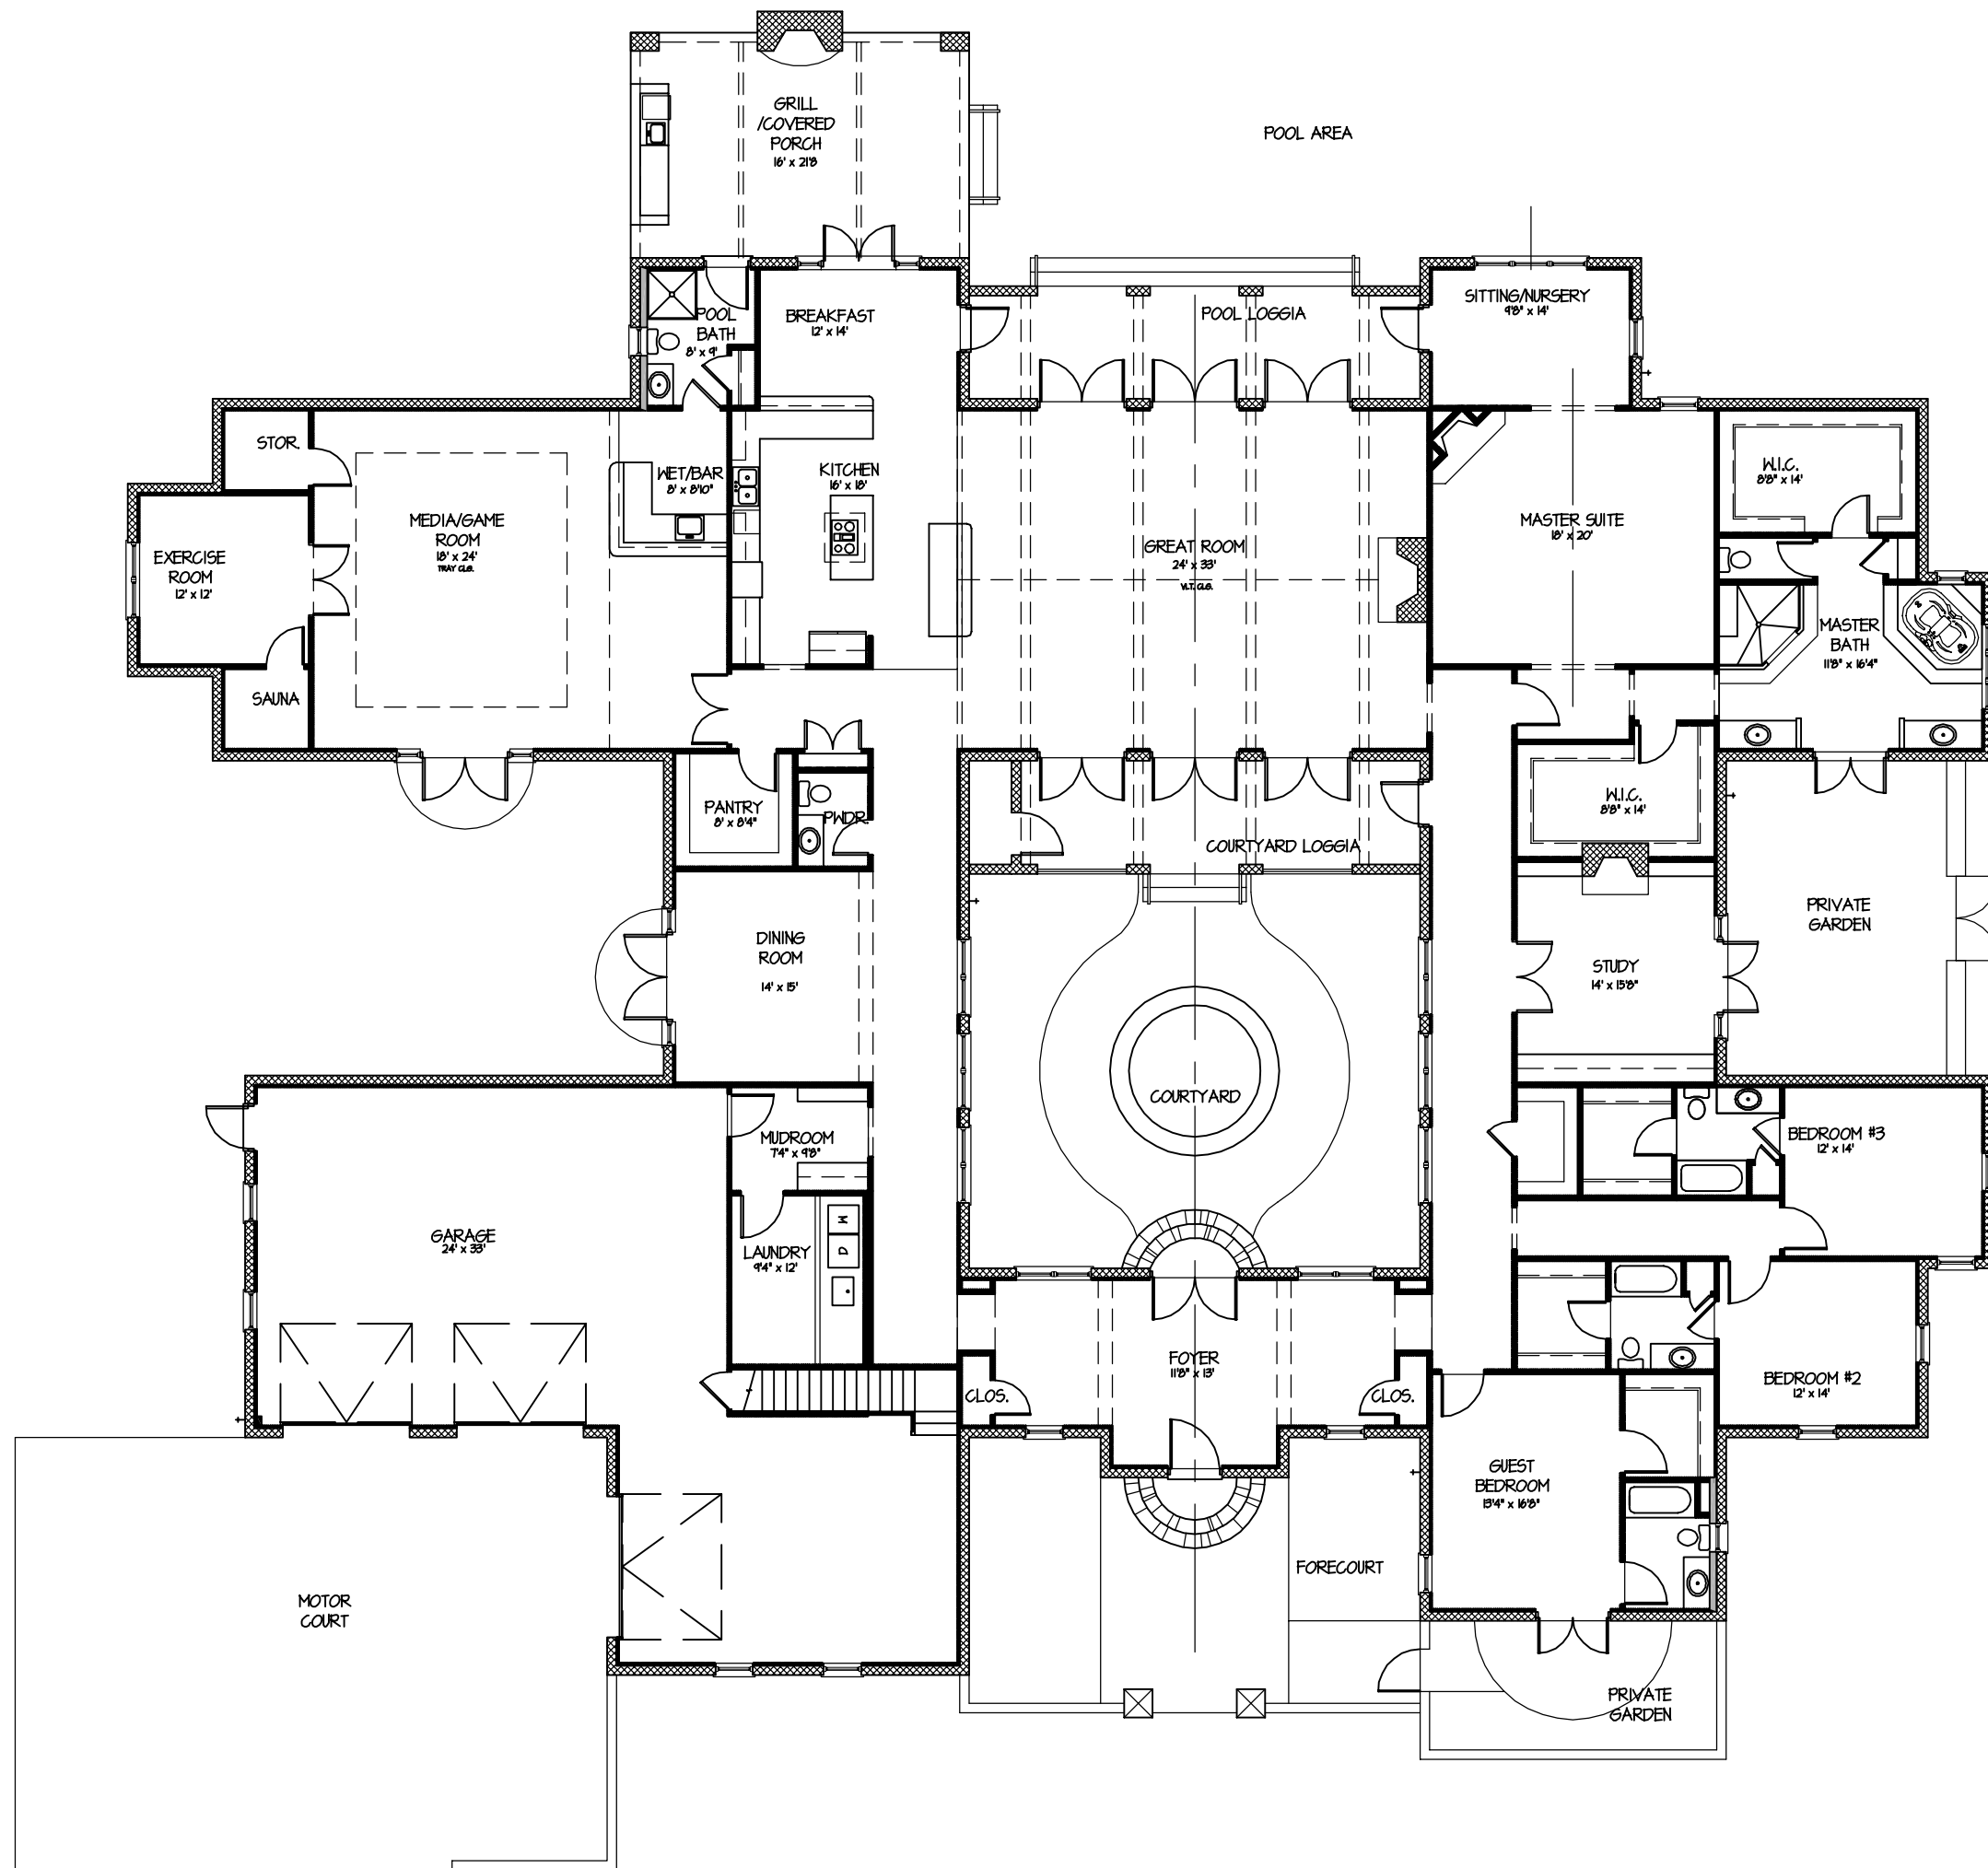 GRILL
/COVERED
PORCH
16' x 21'8
POOL AREA
POOL
BATH
8' x 9'
BREAKFAST
12' x 14'
POOL LOGGIA
SITTING/NURSERY
9'8" x 14'
STOR.
WET/BAR
8' x 8'10"
KITCHEN
16' x 18'
W.I.C.
8'8" x 14'
MEDIA/GAME
ROOM
18' x 24'
TRAY CLG.
EXERCISE
ROOM
12' x 12'
GREAT ROOM
24' x 33'
VLT. CLG.
MASTER SUITE
18' x 20'
MASTER
BATH
11'8" x 16'4"
SAUNA
PANTRY
8' x 8'4"
PWDR.
COURTYARD LOGGIA
W.I.C.
8'8" x 14'
DINING
ROOM
14' x 15'
STUDY
14' x 15'8"
PRIVATE
GARDEN
COURTYARD
MUDROOM
7'4" x 9'8"
BEDROOM #3
12' x 14'
GARAGE
24' x 33'
LAUNDRY
9'4" x 12'
W
D
FOYER
11'8" x 13'
CLOS.
CLOS.
BEDROOM #2
12' x 14'
GUEST
BEDROOM
13'4" x 16'8"
FORECOURT
MOTOR
COURT
PRIVATE
GARDEN